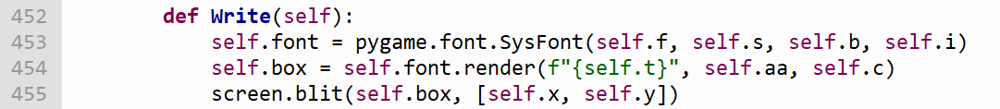 452 def Write(self):
453 self.font = pygame.font.SysFont(self.f, self.s, self.b, self.i)
454 self.box = self.font.render(f"{self.t}", self.aa, self.c)
455 screen.blit(self.box, [self.x, self.y])